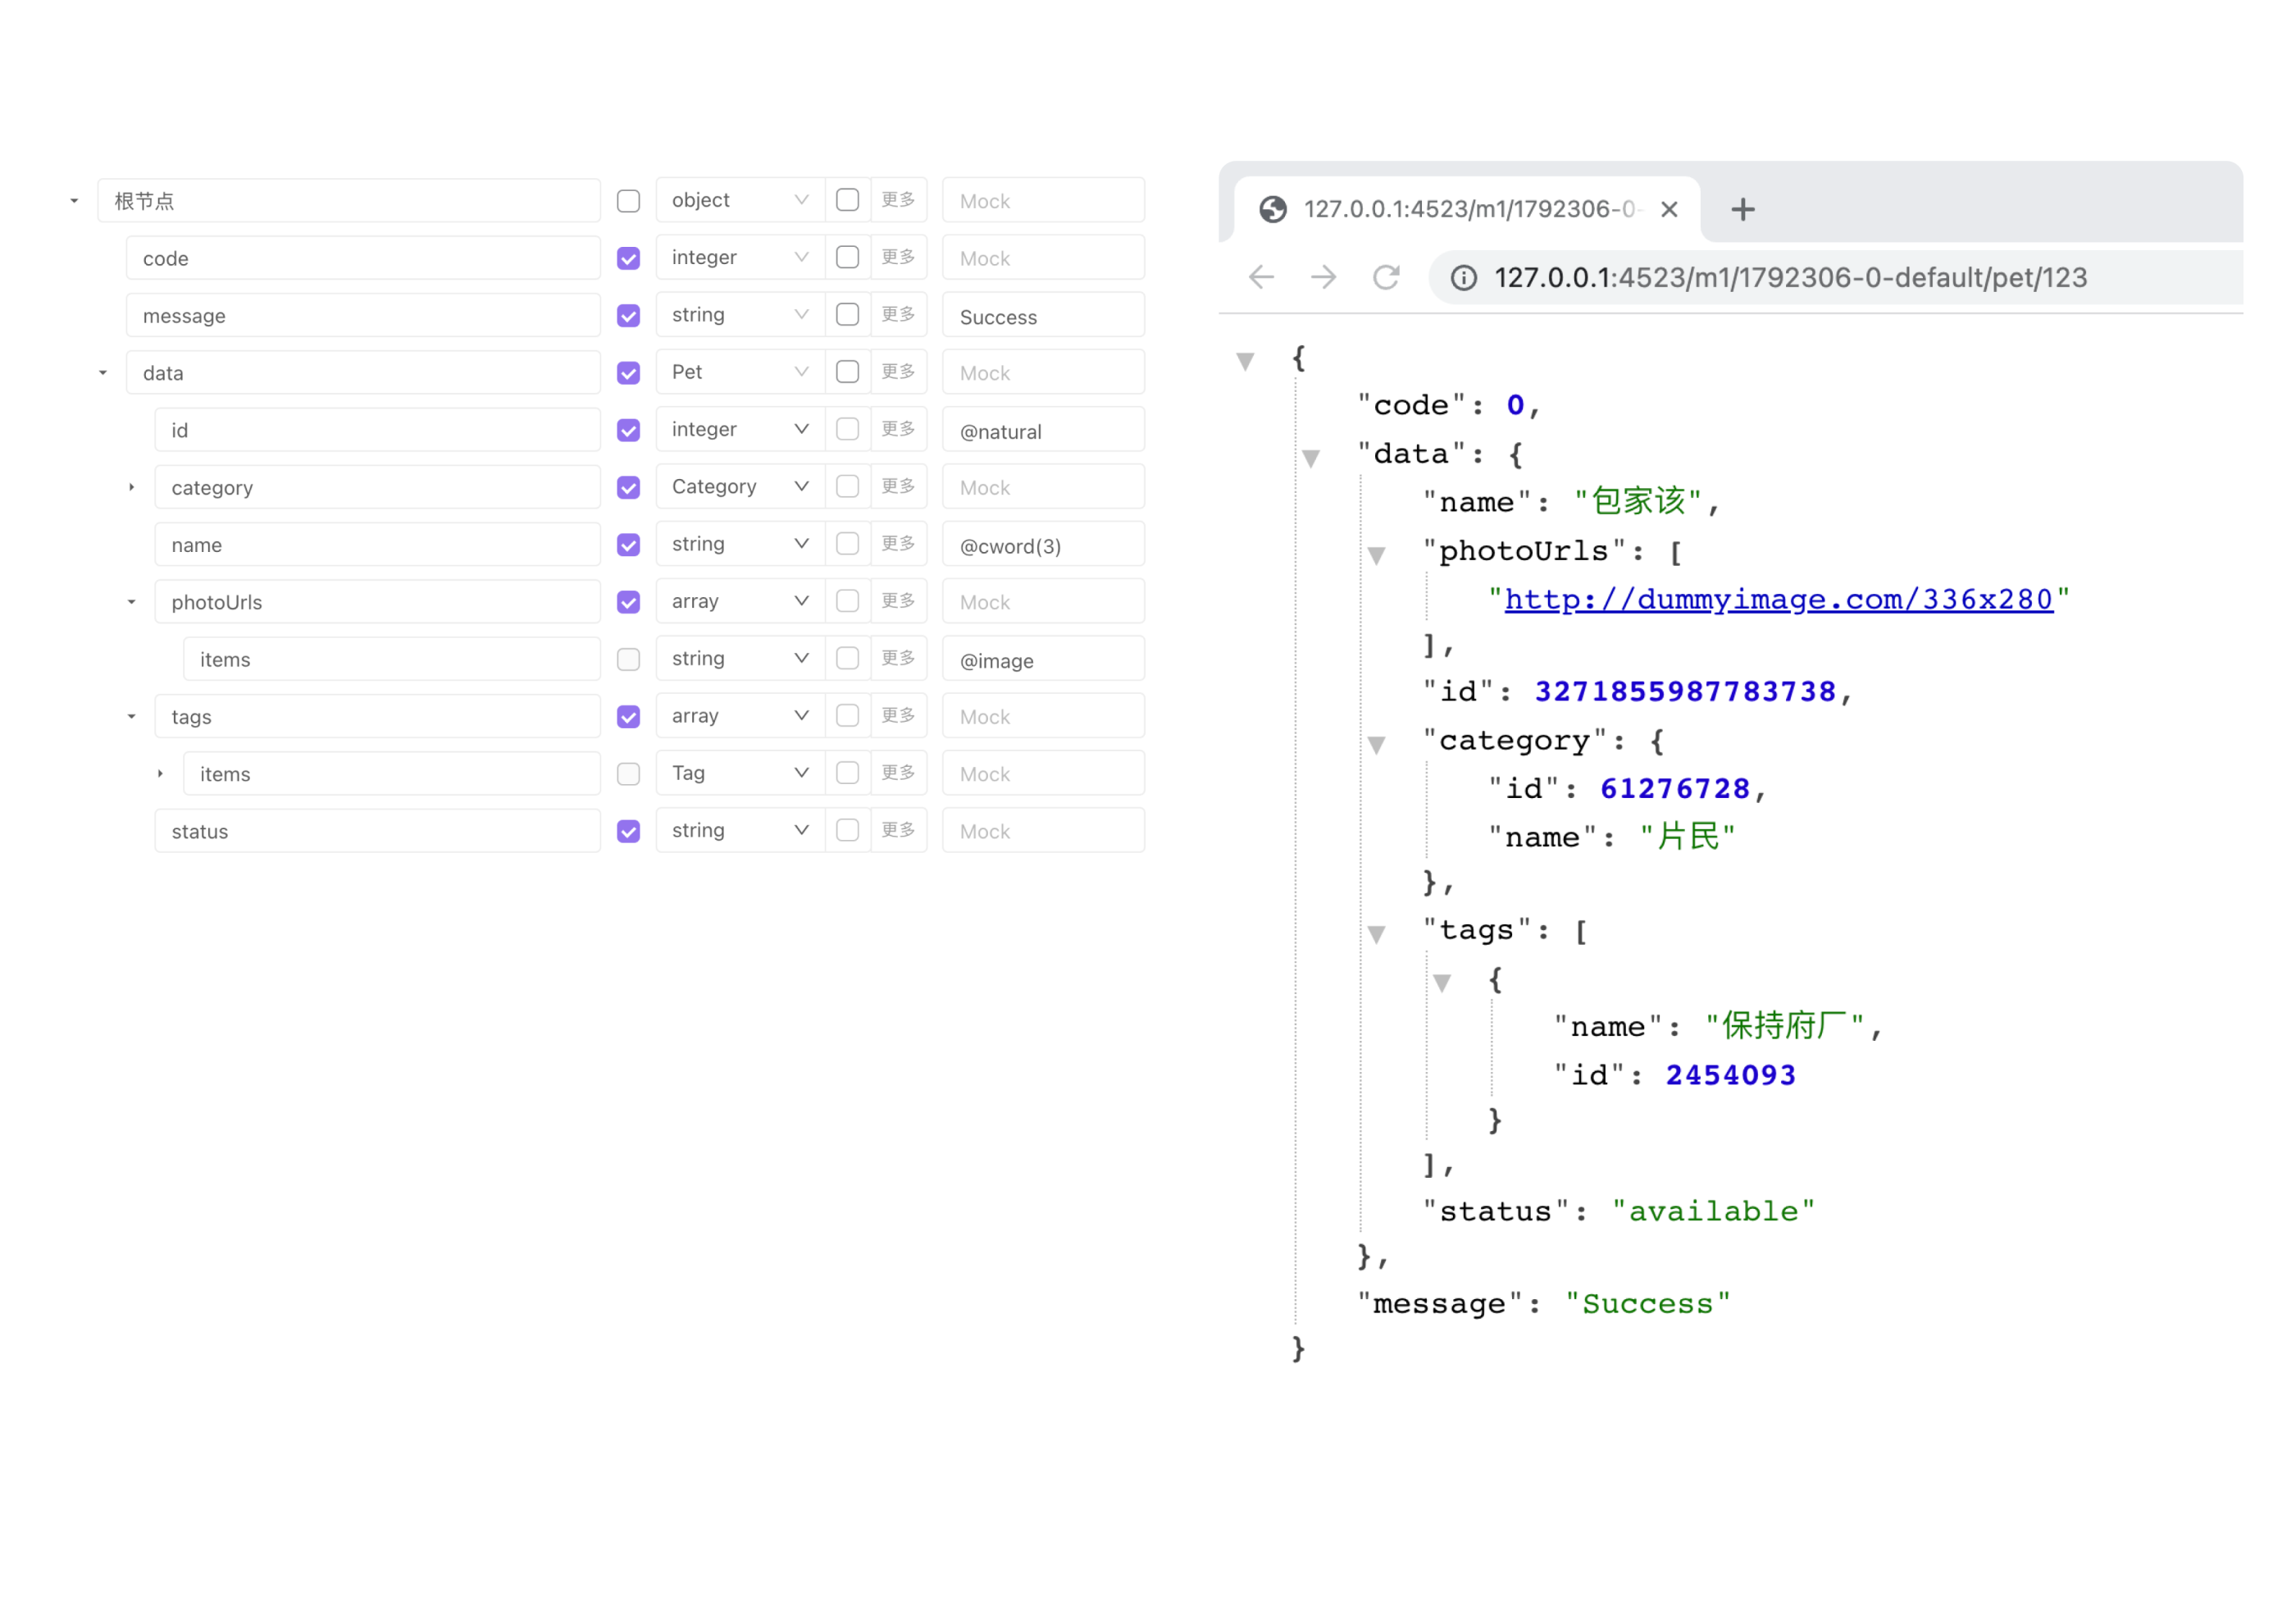 根节点 object 更多 Mock
code integer 更多 Mock
message string 更多 Success
data Pet 更多 Mock
id integer 更多 @natural
category Category 更多 Mock
name string 更多 @cword(3)
photoUrls array 更多 Mock
items string 更多 @image
tags array 更多 Mock
items Tag 更多 Mock
status string 更多 Mock
127.0.0.1:4523/m1/1792306-0-
127.0.0.1:4523/m1/1792306-0-default/pet/123
{
"code": 0,
"data": {
"name": "包家该",
"photoUrls": [
"http://dummyimage.com/336x280"
],
"id": 3271855987783738,
"category": {
"id": 61276728,
"name": "片民"
},
"tags": [
{
"name": "保持府厂",
"id": 2454093
}
],
"status": "available"
},
"message": "Success"
}